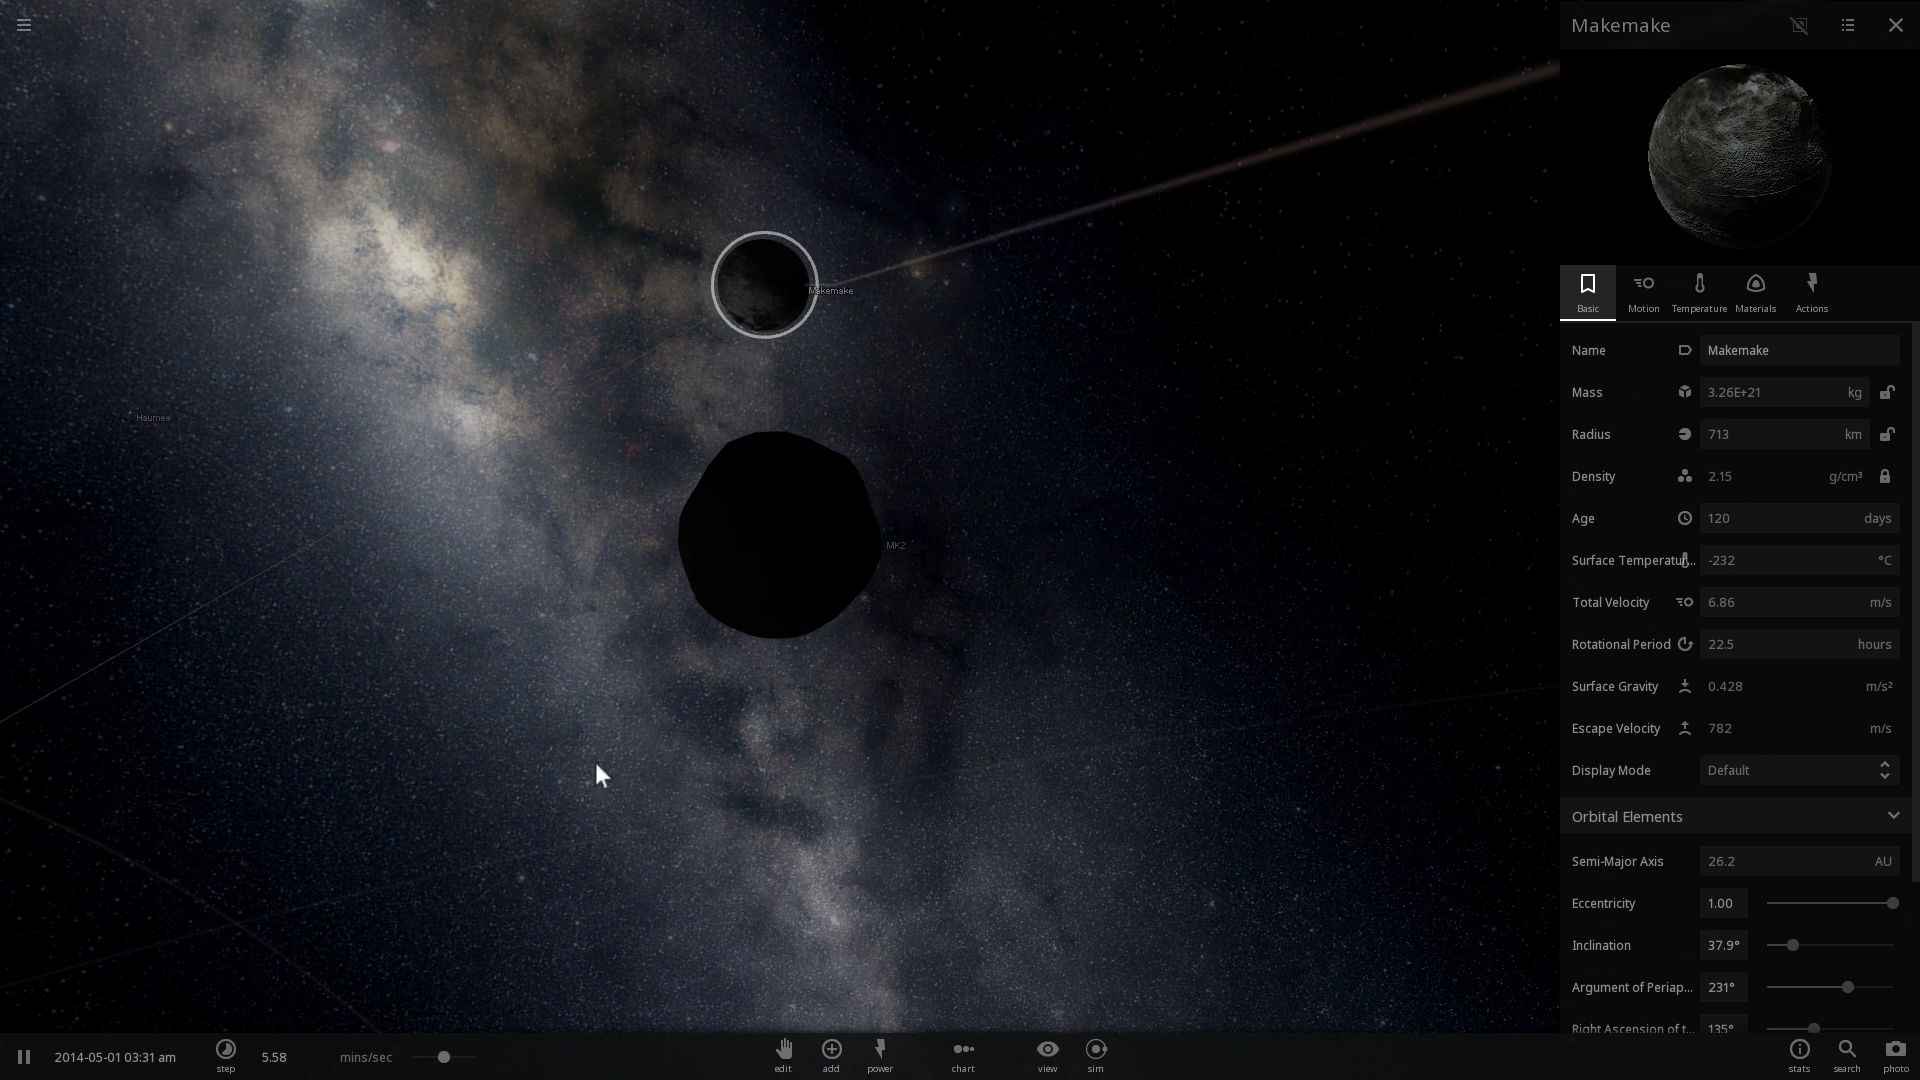 Makemake
Makemake
Haumea
MK2
Basic
Motion
Temperature
Materials
Actions
Name Makemake
Mass 3.26E+21 kg
Radius 713 km
Density 2.15 g/cm³
Age 120 days
Surface Temperatur... -232 °C
Total Velocity 6.86 m/s
Rotational Period 22.5 hours
Surface Gravity 0.428 m/s²
Escape Velocity 782 m/s
Display Mode Default
Orbital Elements
Semi-Major Axis 26.2 AU
Eccentricity 1.00
Inclination 37.9°
Argument of Periap... 231°
Right Ascension of t... 135°
2014-05-01 03:31 am
step
5.58 mins/sec
edit
add
power
chart
view
sim
stats
search
photo